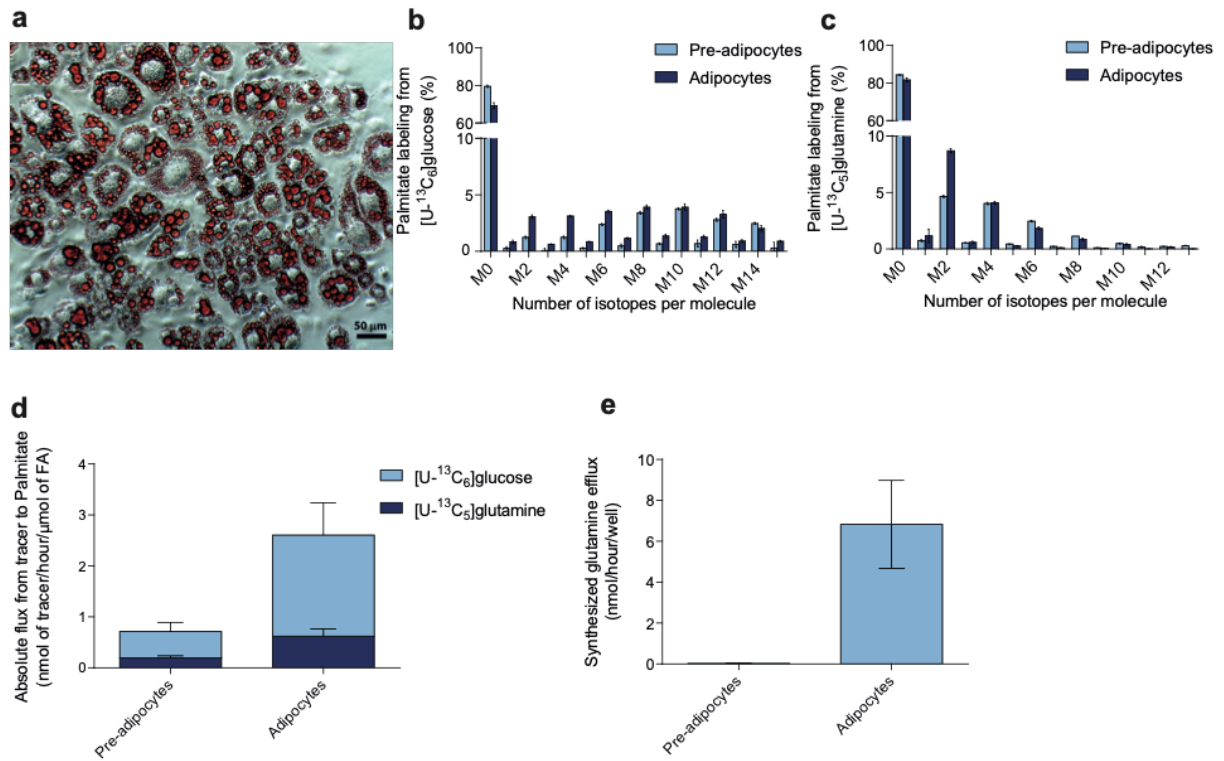 a
50 µm
b
Palmitate labeling from
[U-¹³C₆]glucose (%)
100
80
60
10
5
0
Pre-adipocytes
Adipocytes
M0
M2
M4
M6
M8
M10
M12
M14
Number of isotopes per molecule
c
Palmitate labeling from
[U-¹³C₅]glutamine (%)
100
80
60
10
5
0
Pre-adipocytes
Adipocytes
M0
M2
M4
M6
M8
M10
M12
Number of isotopes per molecule
d
Absolute flux from tracer to Palmitate
(nmol of tracer/hour/µmol of FA)
4
3
2
1
0
[U-¹³C₆]glucose
[U-¹³C₅]glutamine
Pre-adipocytes
Adipocytes
e
Synthesized glutamine efflux
(nmol/hour/well)
10
8
6
4
2
0
Pre-adipocytes
Adipocytes